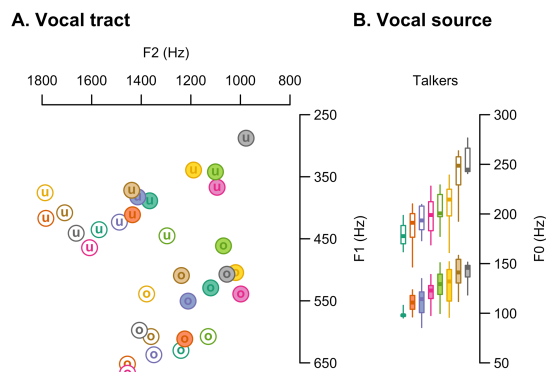 A. Vocal tract
B. Vocal source
F2 (Hz)
1800 1600 1400 1200 1000 800
Talkers
250
350
450
550
650
F1 (Hz)
300
250
200
150
100
50
F0 (Hz)
u
u u
u
u
u u u
u
u
u u u
u u
u
o
o
o o
o
o
o
o
o
o
o
o
o
o
o